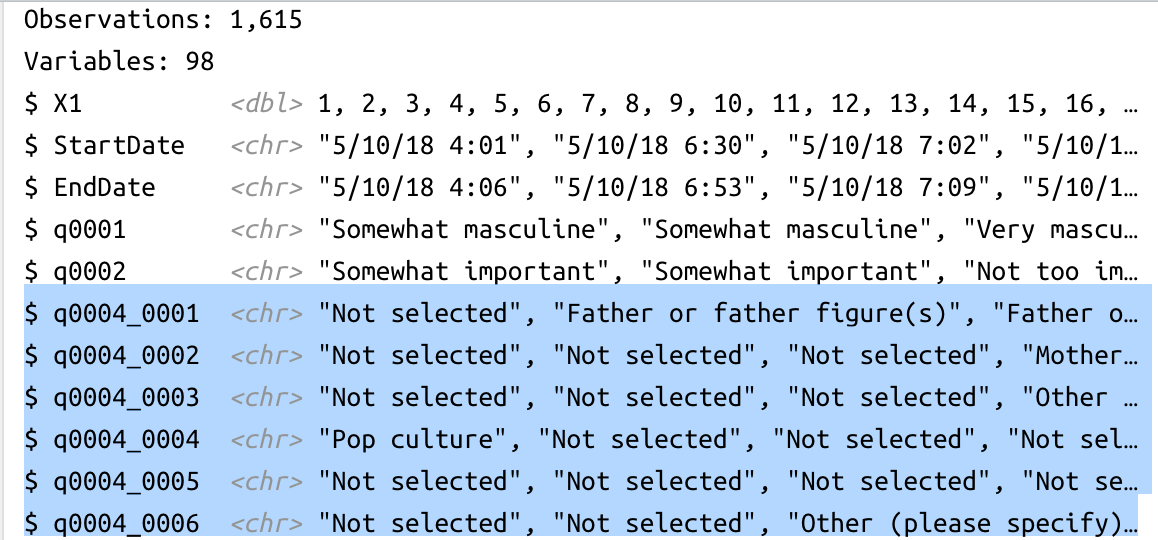 Observations: 1,615
Variables: 98
$ X1 <dbl> 1, 2, 3, 4, 5, 6, 7, 8, 9, 10, 11, 12, 13, 14, 15, 16, …
$ StartDate <chr> "5/10/18 4:01", "5/10/18 6:30", "5/10/18 7:02", "5/10/1…
$ EndDate <chr> "5/10/18 4:06", "5/10/18 6:53", "5/10/18 7:09", "5/10/1…
$ q0001 <chr> "Somewhat masculine", "Somewhat masculine", "Very mascu…
$ q0002 <chr> "Somewhat important", "Somewhat important", "Not too im…
$ q0004_0001 <chr> "Not selected", "Father or father figure(s)", "Father o…
$ q0004_0002 <chr> "Not selected", "Not selected", "Not selected", "Mother…
$ q0004_0003 <chr> "Not selected", "Not selected", "Not selected", "Other …
$ q0004_0004 <chr> "Pop culture", "Not selected", "Not selected", "Not sel…
$ q0004_0005 <chr> "Not selected", "Not selected", "Not selected", "Not se…
$ q0004_0006 <chr> "Not selected", "Not selected", "Other (please specify)…